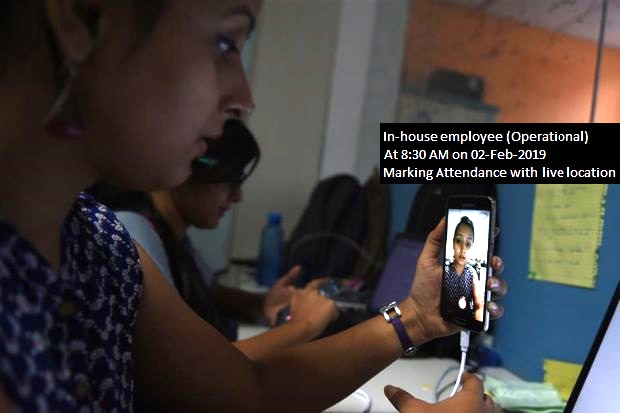 In-house employee (Operational)
At 8:30 AM on 02-Feb-2019
Marking Attendance with live location